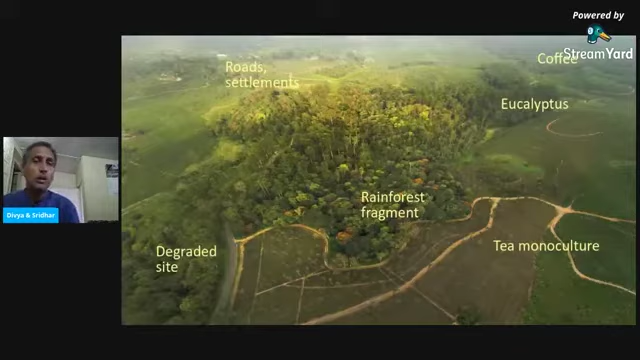 Powered by
StreamYard
Roads,
settlements
Coffee
Eucalyptus
Rainforest
fragment
Degraded
site
Tea monoculture
Divya & Sridhar